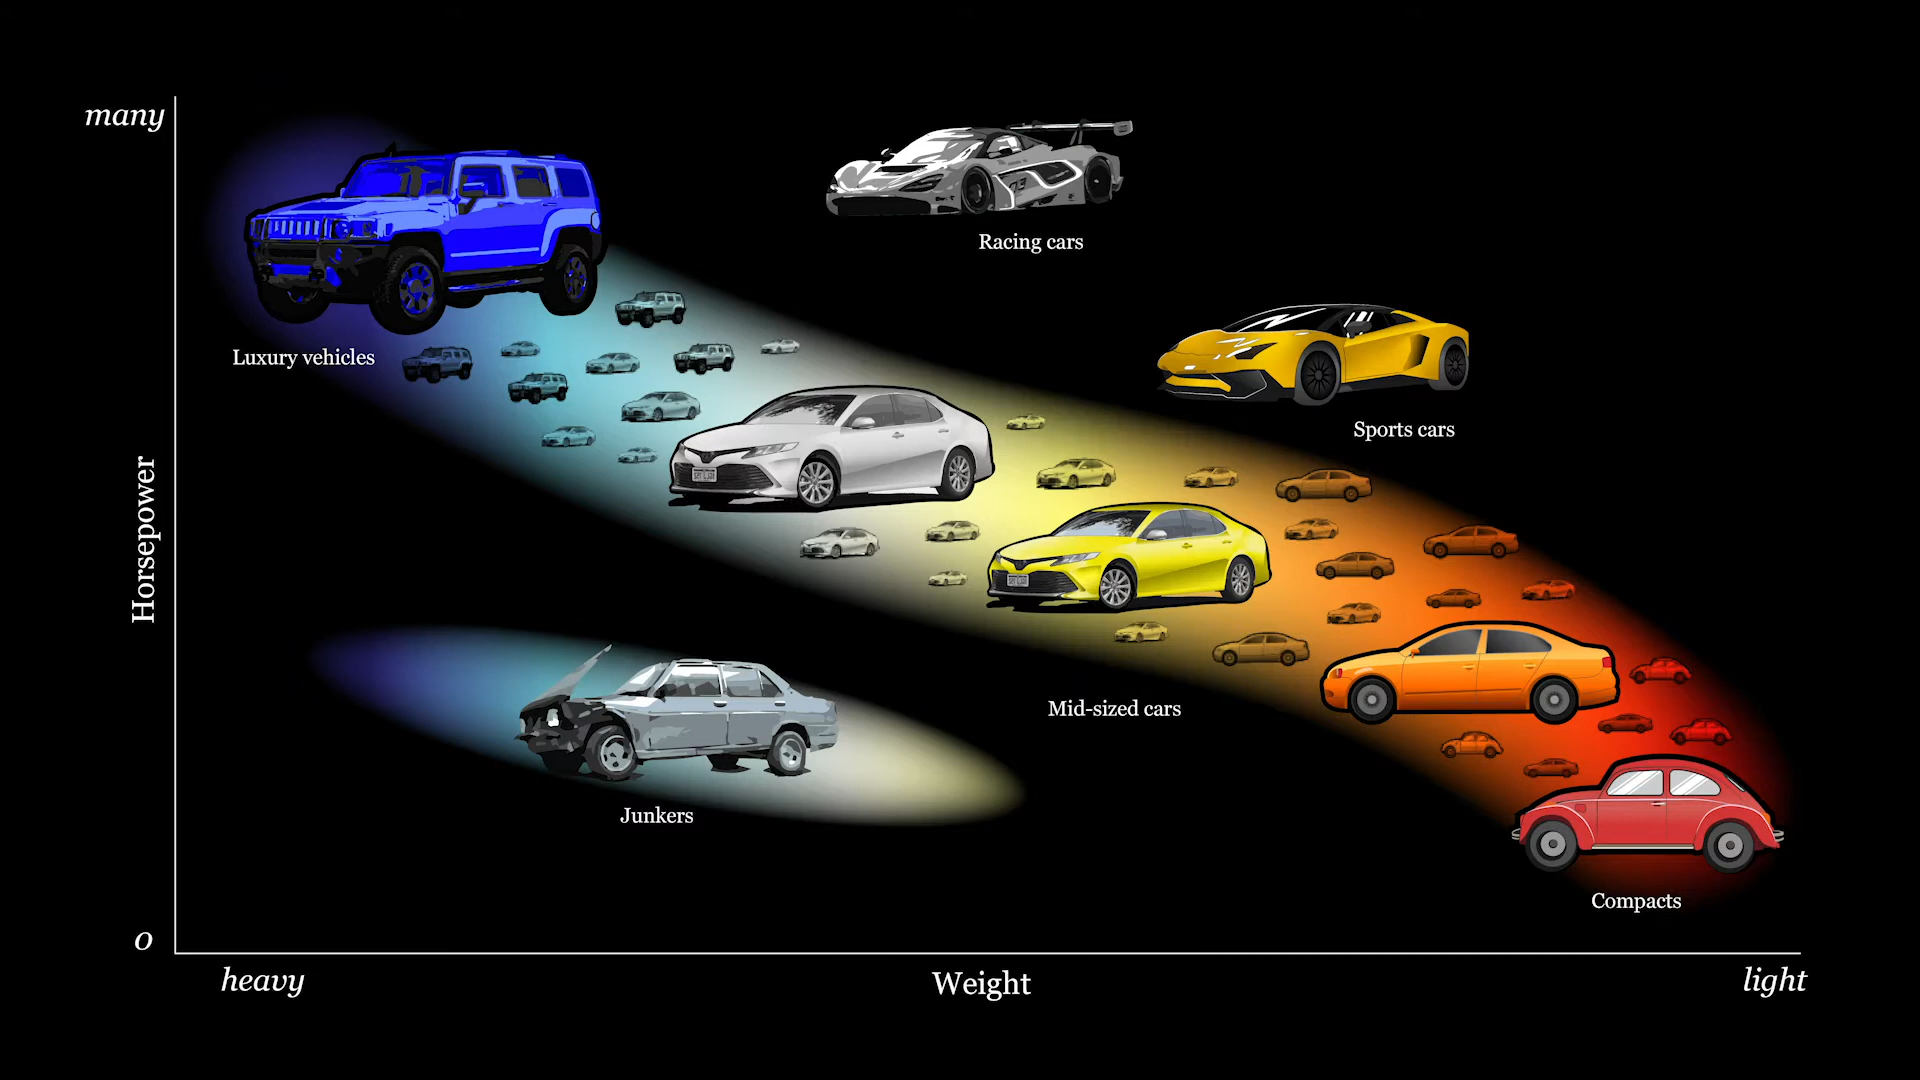 many
Racing cars
Luxury vehicles
Sports cars
Horsepower
Mid-sized cars
Junkers
Compacts
0
heavy
Weight
light